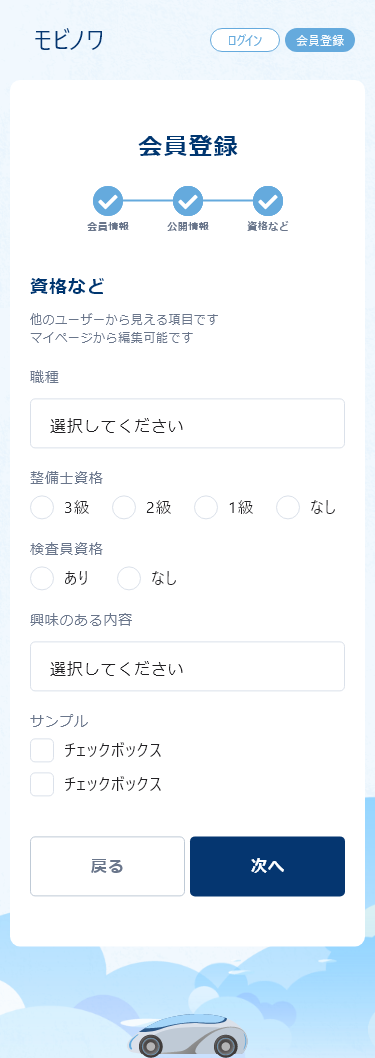 モビノワ
ログイン
会員登録
会員登録
会員情報
公開情報
資格など
資格など
他のユーザーから見える項目です
マイページから編集可能です
職種
選択してください
整備士資格
3級
2級
1級
なし
検査員資格
あり
なし
興味のある内容
選択してください
サンプル
チェックボックス
チェックボックス
戻る
次へ